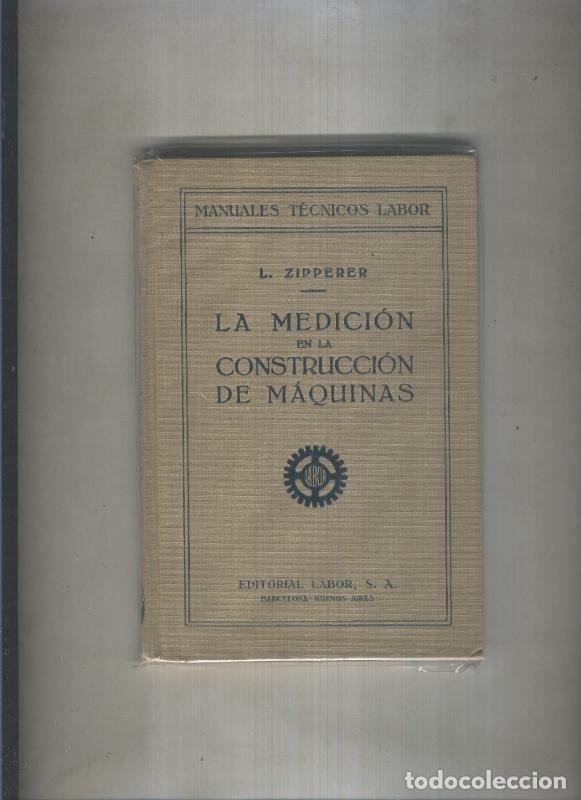 MANUALES TÉCNICOS LABOR
L. ZIPPERER
LA MEDICIÓN
EN LA
CONSTRUCCIÓN
DE MÁQUINAS
LABOR
EDITORIAL LABOR, S. A.
BARCELONA - BUENOS AIRES
todocoleccion